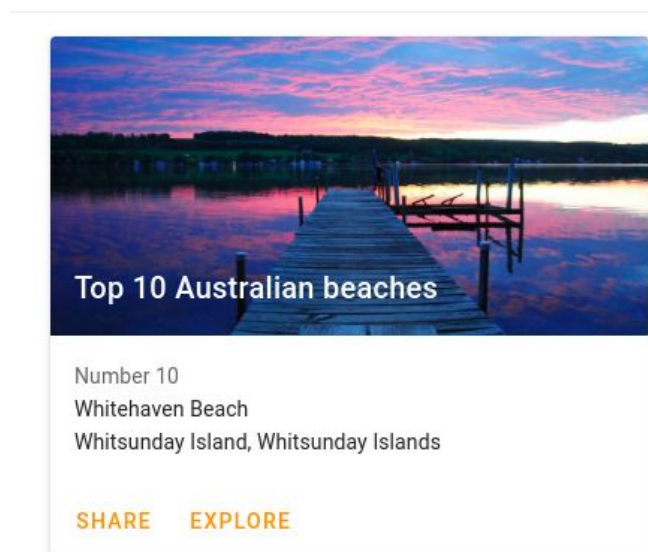 Top 10 Australian beaches
Number 10
Whitehaven Beach
Whitsunday Island, Whitsunday Islands
SHARE EXPLORE